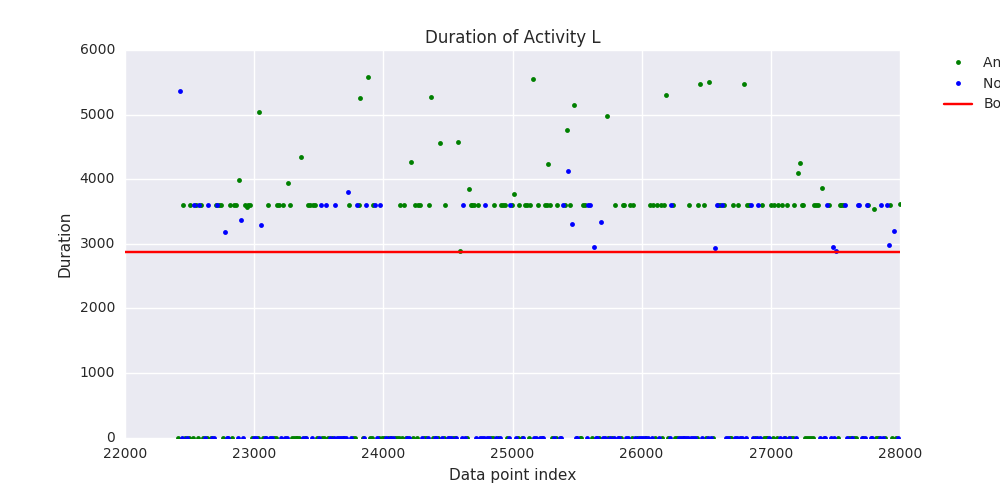 Duration of Activity L
6000
5000
4000
3000
2000
1000
0
Duration
22000 23000 24000 25000 26000 27000 28000
Data point index
An
No
Bo